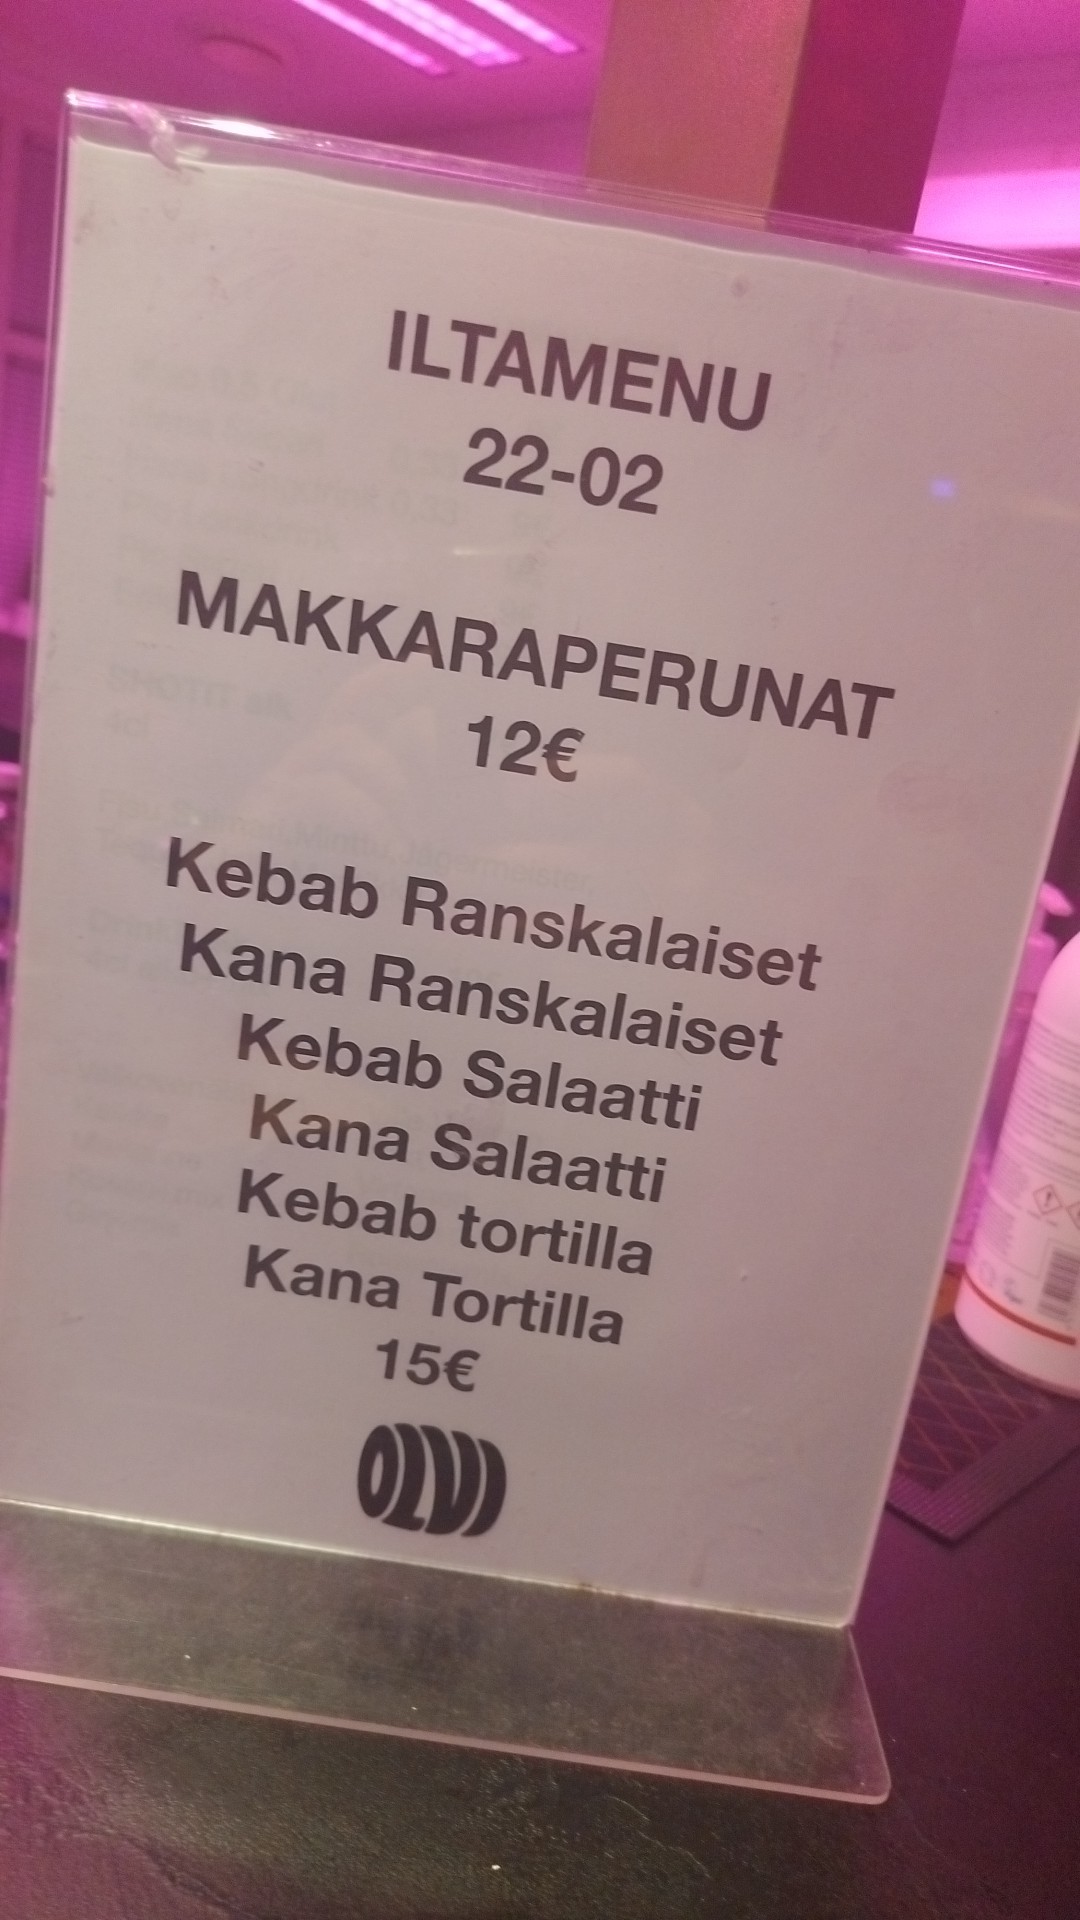 ILTAMENU
22-02
MAKKARAPERUNAT
12€
Kebab Ranskalaiset
Kana Ranskalaiset
Kebab Salaatti
Kana Salaatti
Kebab tortilla
Kana Tortilla
15€
OLVI